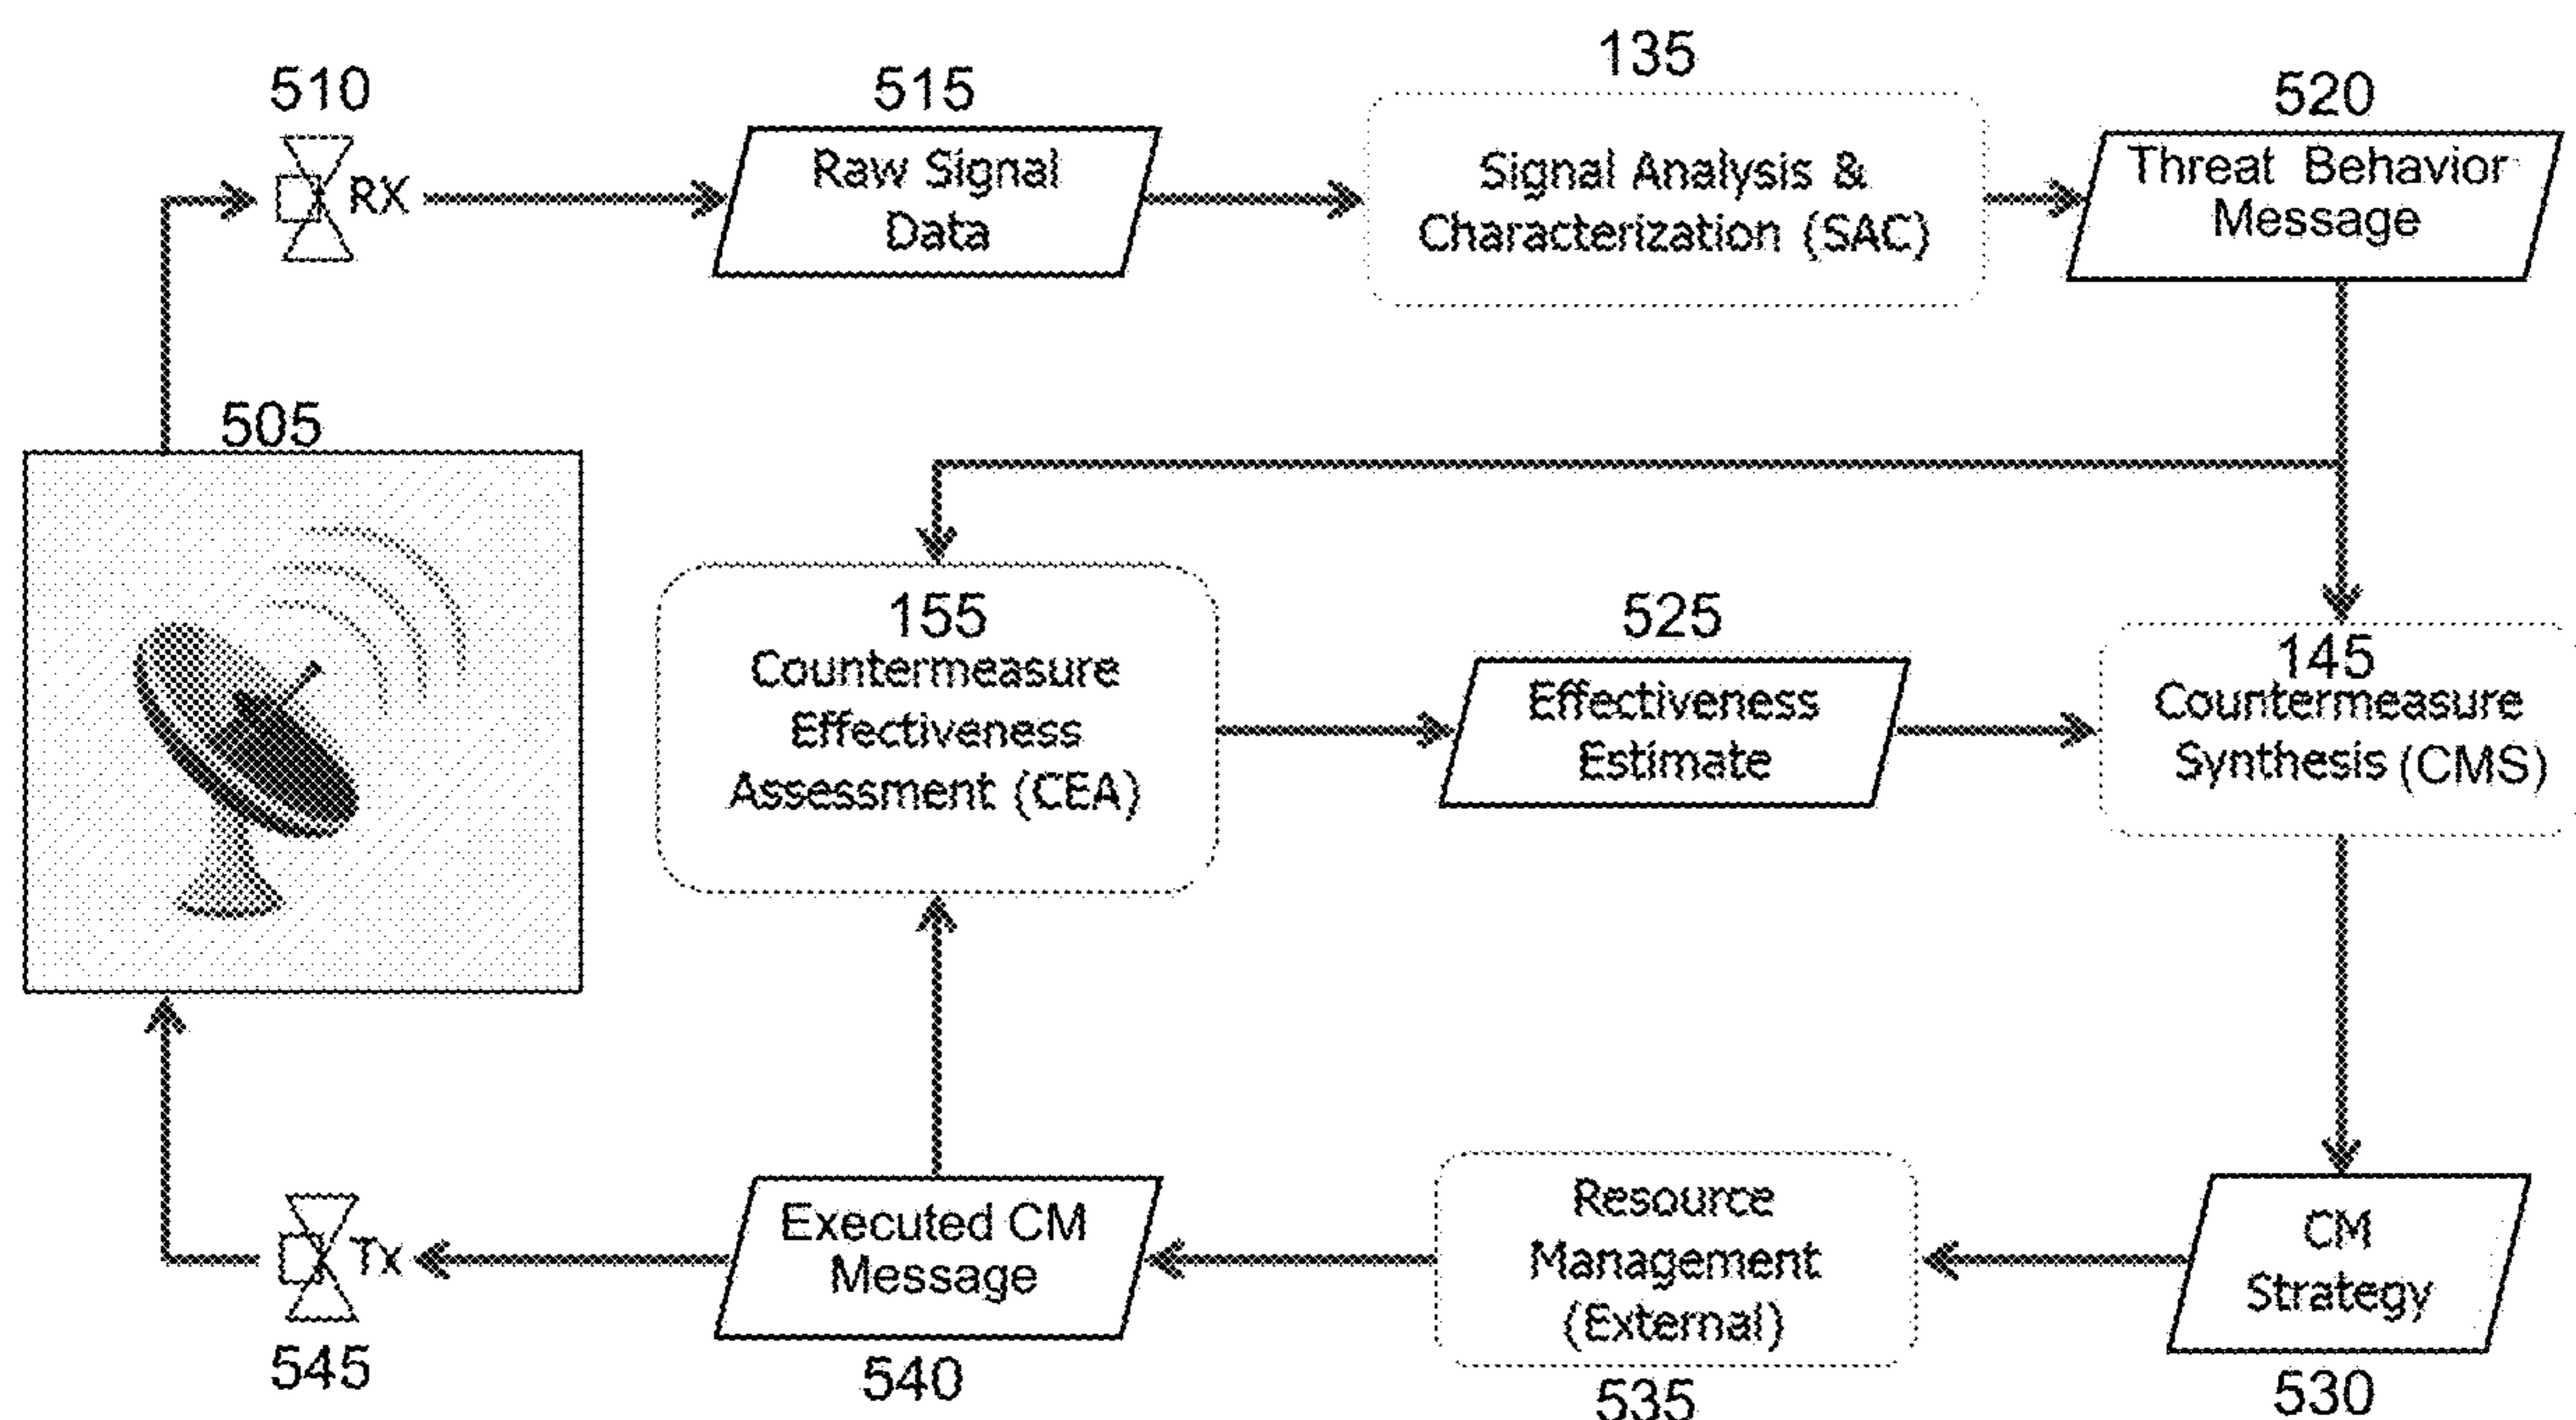 510
RX
515
Raw Signal
Data
135
Signal Analysis &
Characterization (SAC)
520
Threat Behavior
Message
505
155
Countermeasure
Effectiveness
Assessment (CEA)
525
Effectiveness
Estimate
145
Countermeasure
Synthesis (CMS)
Tx
545
Executed CM
Message
540
Resource
Management
(External)
535
CM
Strategy
530